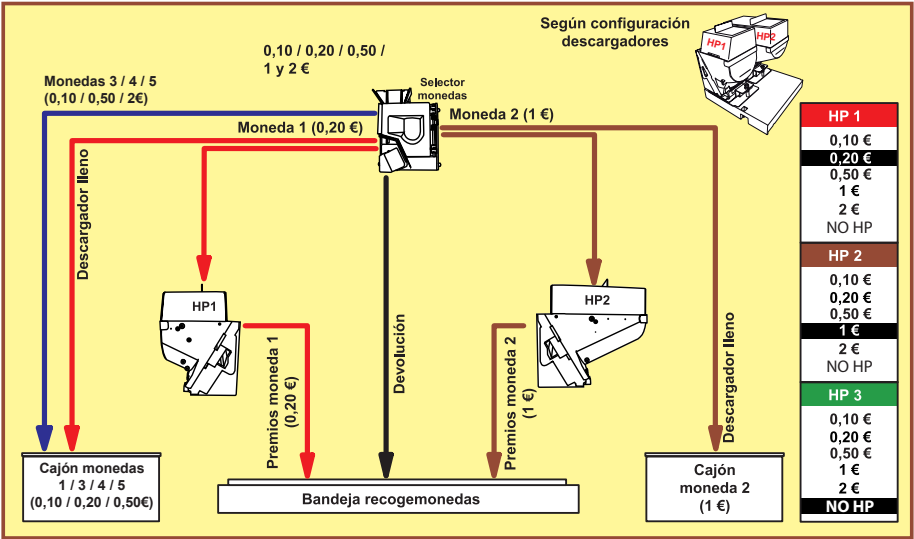 Según configuración
descargadores
HP1
HP2
0,10 / 0,20 / 0,50 /
1 y 2 €
Selector
monedas
Monedas 3 / 4 / 5
(0,10 / 0,50 / 2€)
Moneda 1 (0,20 €)
Moneda 2 (1 €)
Descargador lleno
HP1
HP2
Premios moneda 1
(0,20 €)
Devolución
Premios moneda 2
(1 €)
Descargador lleno
Cajón monedas
1 / 3 / 4 / 5
(0,10 / 0,20 / 0,50€)
Bandeja recogemonedas
Cajón
moneda 2
(1 €)
HP 1
0,10 €
0,20 €
0,50 €
1 €
2 €
NO HP
HP 2
0,10 €
0,20 €
0,50 €
1 €
2 €
NO HP
HP 3
0,10 €
0,20 €
0,50 €
1 €
2 €
NO HP